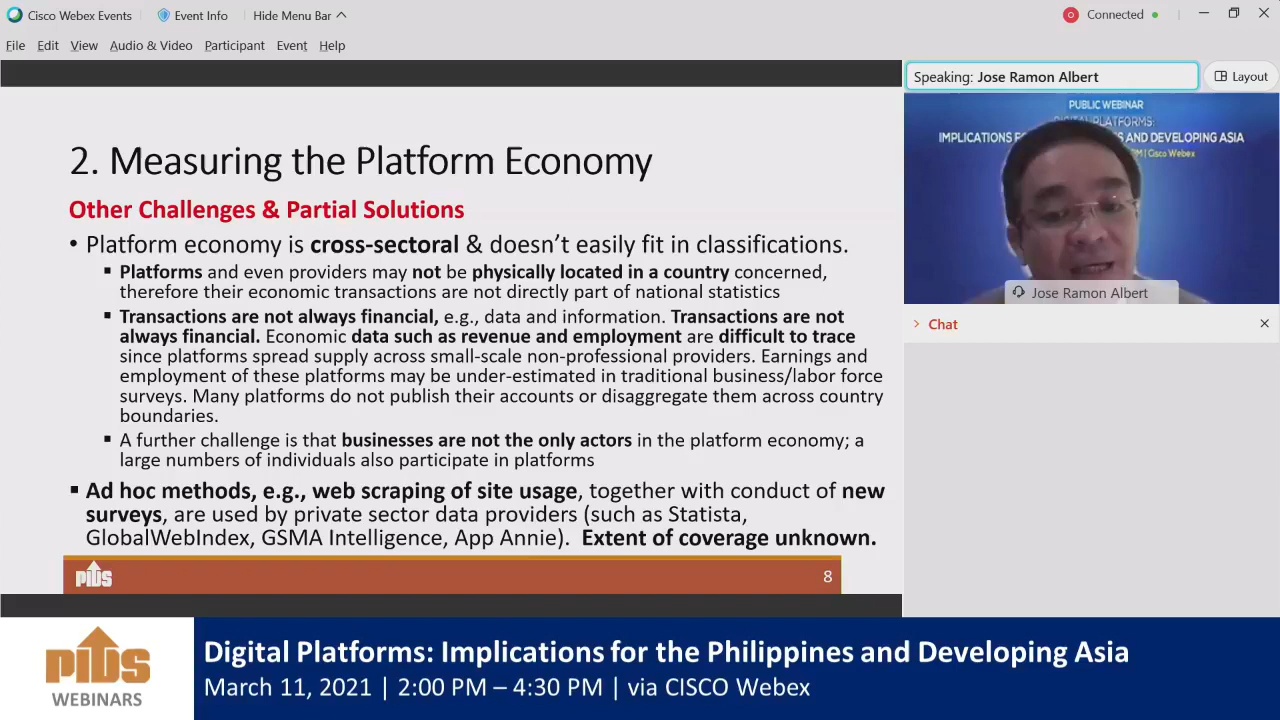 Cisco Webex Events
Event Info
Hide Menu Bar
Connected
File Edit View Audio & Video Participant Event Help
Speaking: Jose Ramon Albert
Layout
2. Measuring the Platform Economy
Other Challenges & Partial Solutions
• Platform economy is cross-sectoral & doesn't easily fit in classifications.
▪ Platforms and even providers may not be physically located in a country concerned,
therefore their economic transactions are not directly part of national statistics
▪ Transactions are not always financial, e.g., data and information. Transactions are not
always financial. Economic data such as revenue and employment are difficult to trace
since platforms spread supply across small-scale non-professional providers. Earnings and
employment of these platforms may be under-estimated in traditional business/labor force
surveys. Many platforms do not publish their accounts or disaggregate them across country
boundaries.
▪ A further challenge is that businesses are not the only actors in the platform economy; a
large numbers of individuals also participate in platforms
▪ Ad hoc methods, e.g., web scraping of site usage, together with conduct of new
surveys, are used by private sector data providers (such as Statista,
GlobalWebIndex, GSMA Intelligence, App Annie). Extent of coverage unknown.
PIDS
8
PUBLIC WEBINAR
DIGITAL PLATFORMS:
IMPLICATIONS AND DEVELOPING ASIA
Cisco Webex
Jose Ramon Albert
Chat
PIDS
WEBINARS
Digital Platforms: Implications for the Philippines and Developing Asia
March 11, 2021 | 2:00 PM – 4:30 PM | via CISCO Webex